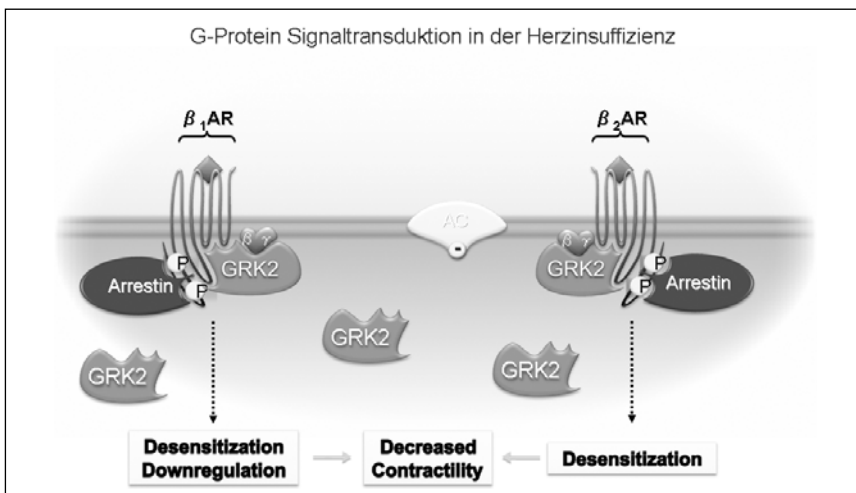 G-Protein Signaltransduktion in der Herzinsuffizienz
β₁AR
β₂AR
AC
-
β γ
GRK2
P
P
Arrestin
β γ
GRK2
P
P
Arrestin
GRK2
GRK2
GRK2
Desensitization
Downregulation
Decreased
Contractility
Desensitization